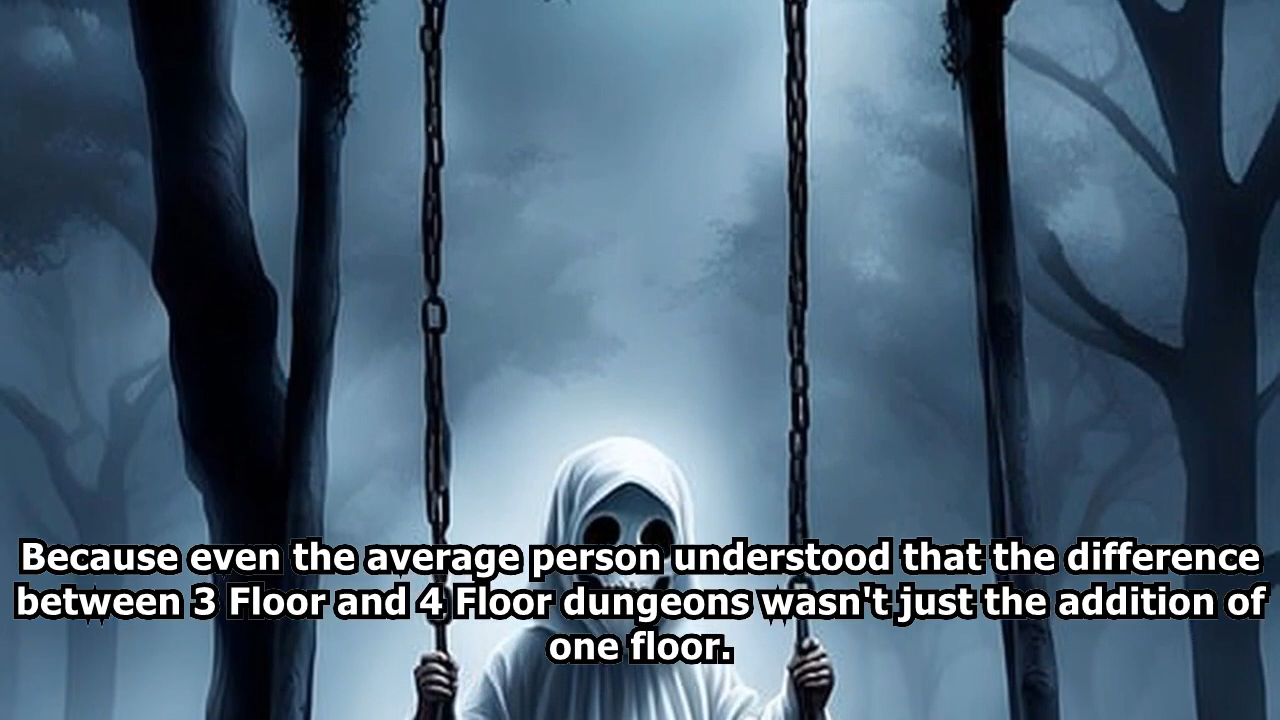 Because even the average person understood that the difference
between 3 Floor and 4 Floor dungeons wasn't just the addition of
one floor.